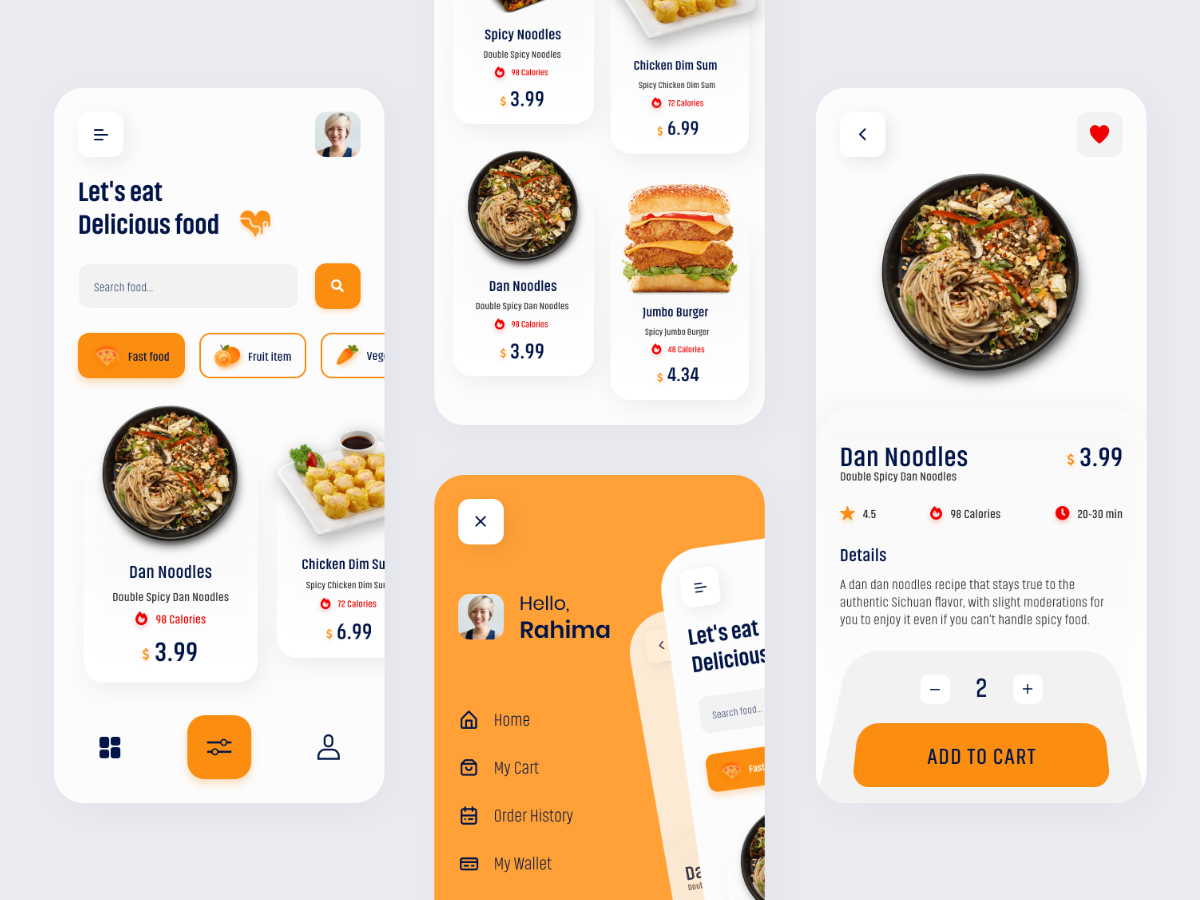 Let's eat
Delicious food
Search food...
Fast food
Fruit item
Dan Noodles
Double Spicy Dan Noodles
98 Calories
$ 3.99
Chicken Dim Su
Spicy Chicken Dim Su
72 Calories
$ 6.99
Spicy Noodles
Double Spicy Noodles
98 Calories
$ 3.99
Chicken Dim Sum
Spicy Chicken Dim Sum
72 Calories
$ 6.99
Dan Noodles
Double Spicy Dan Noodles
98 Calories
$ 3.99
Jumbo Burger
Spicy Jumbo Burger
48 Calories
$ 4.34
Hello,
Rahima
Home
My Cart
Order History
My Wallet
Let's eat
Delicious
Search food...
Fast
Da
Doub
Dan Noodles
$ 3.99
Double Spicy Dan Noodles
4.5
98 Calories
20-30 min
Details
A dan dan noodles recipe that stays true to the
authentic Sichuan flavor, with slight moderations for
you to enjoy it even if you can't handle spicy food.
2
ADD TO CART